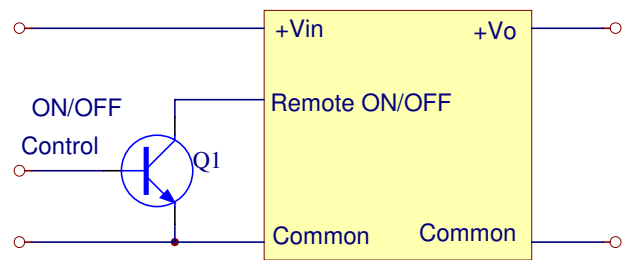 +Vin
+Vo
Remote ON/OFF
ON/OFF
Control
Q1
Common
Common